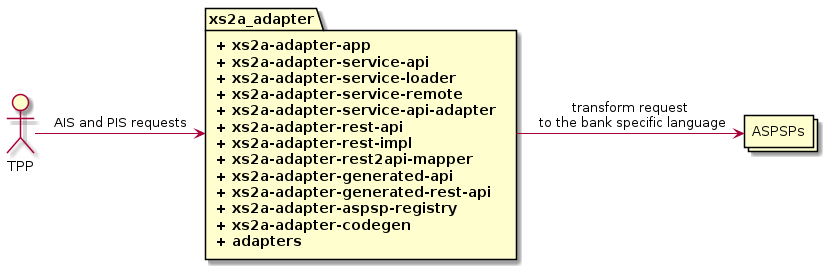 xs2a_adapter
+ xs2a-adapter-app
+ xs2a-adapter-service-api
+ xs2a-adapter-service-loader
+ xs2a-adapter-service-remote
+ xs2a-adapter-service-api-adapter
+ xs2a-adapter-rest-api
+ xs2a-adapter-rest-impl
+ xs2a-adapter-rest2api-mapper
+ xs2a-adapter-generated-api
+ xs2a-adapter-generated-rest-api
+ xs2a-adapter-aspsp-registry
+ xs2a-adapter-codegen
+ adapters
TPP
AIS and PIS requests
transform request
to the bank specific language
ASPSPs